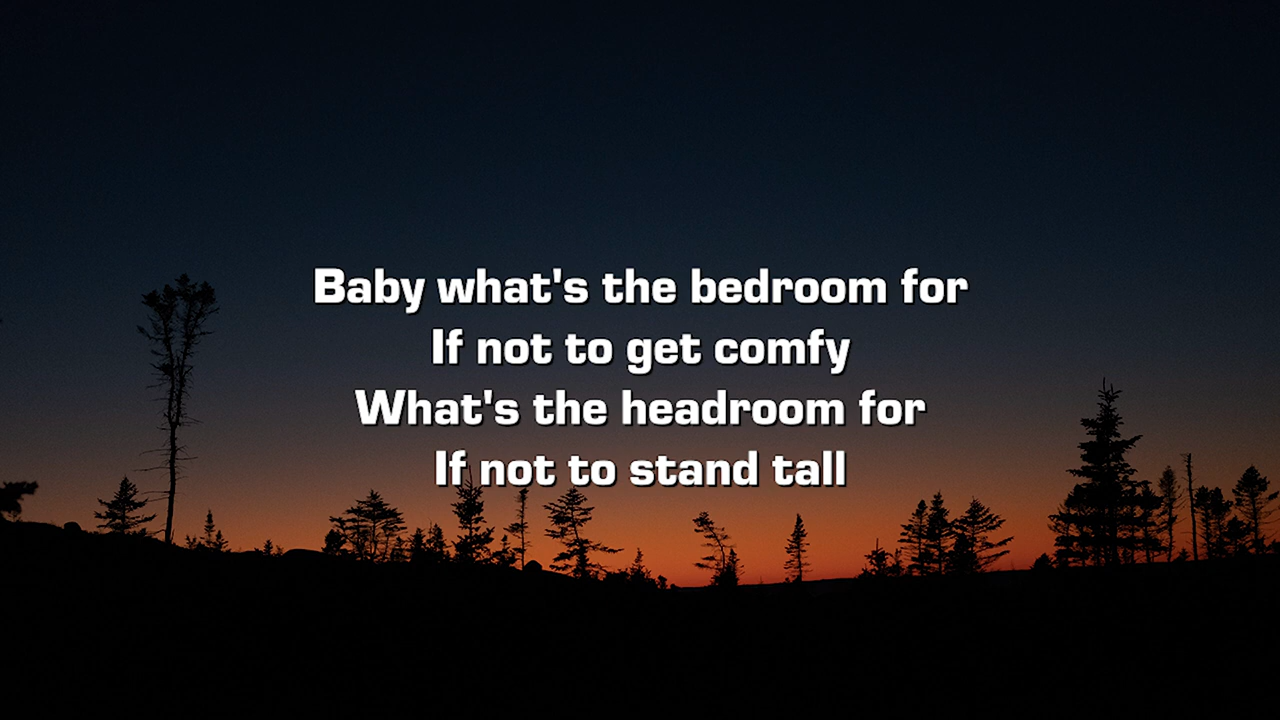 Baby what's the bedroom for
If not to get comfy
What's the headroom for
If not to stand tall